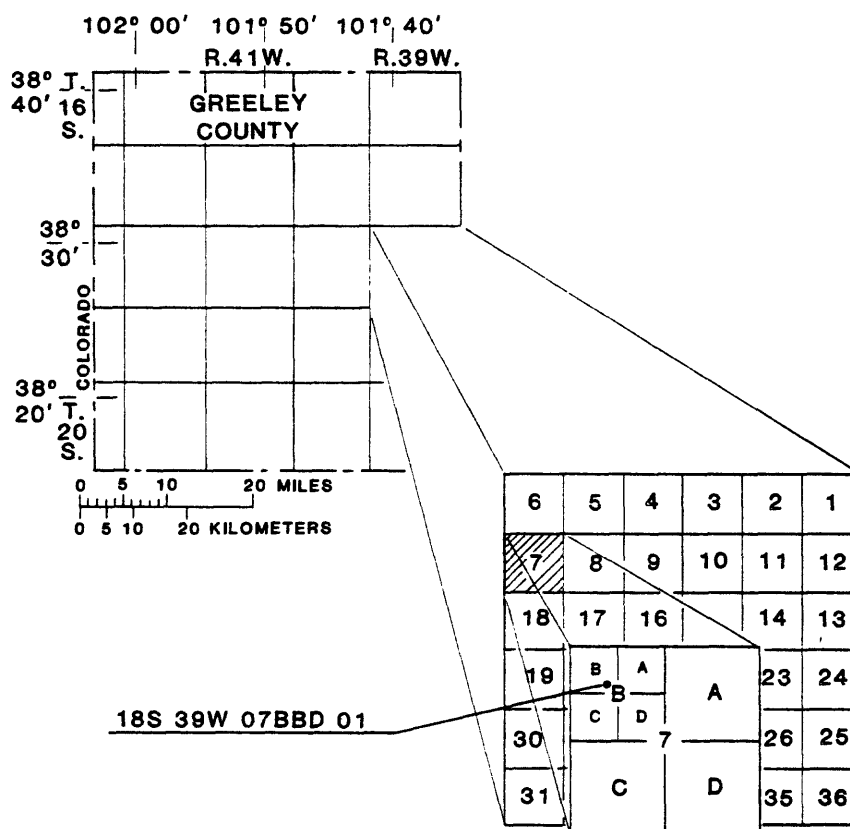 102° 00' 101° 50' 101° 40'
R.41W. R.39W.
38° T.
40' 16
S.
GREELEY
COUNTY
38°
30'
COLORADO
38°
20' T.
20
S.
0 5 10 20 MILES
0 5 10 20 KILOMETERS
6 5 4 3 2 1
7 8 9 10 11 12
18 17 16 14 13
19 B A 23 24
B A
18S 39W 07BBD 01
C D
30 7 26 25
31 C D 35 36